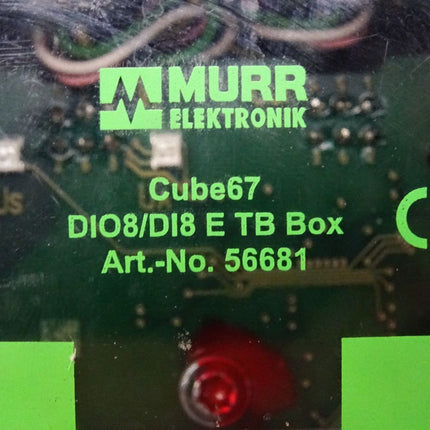 MURR
ELEKTRONIK
Cube67
DIO8/DI8 E TB Box
Art.-No. 56681